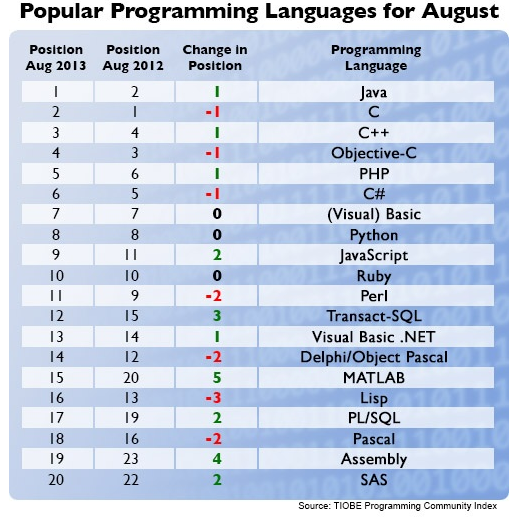 Popular Programming Languages for August
Position Aug 2013 Position Aug 2012 Change in Position Programming Language
1 2 1 Java
2 1 -1 C
3 4 1 C++
4 3 -1 Objective-C
5 6 1 PHP
6 5 -1 C#
7 7 0 (Visual) Basic
8 8 0 Python
9 11 2 JavaScript
10 10 0 Ruby
11 9 -2 Perl
12 15 3 Transact-SQL
13 14 1 Visual Basic .NET
14 12 -2 Delphi/Object Pascal
15 20 5 MATLAB
16 13 -3 Lisp
17 19 2 PL/SQL
18 16 -2 Pascal
19 23 4 Assembly
20 22 2 SAS
Source: TIOBE Programming Community Index